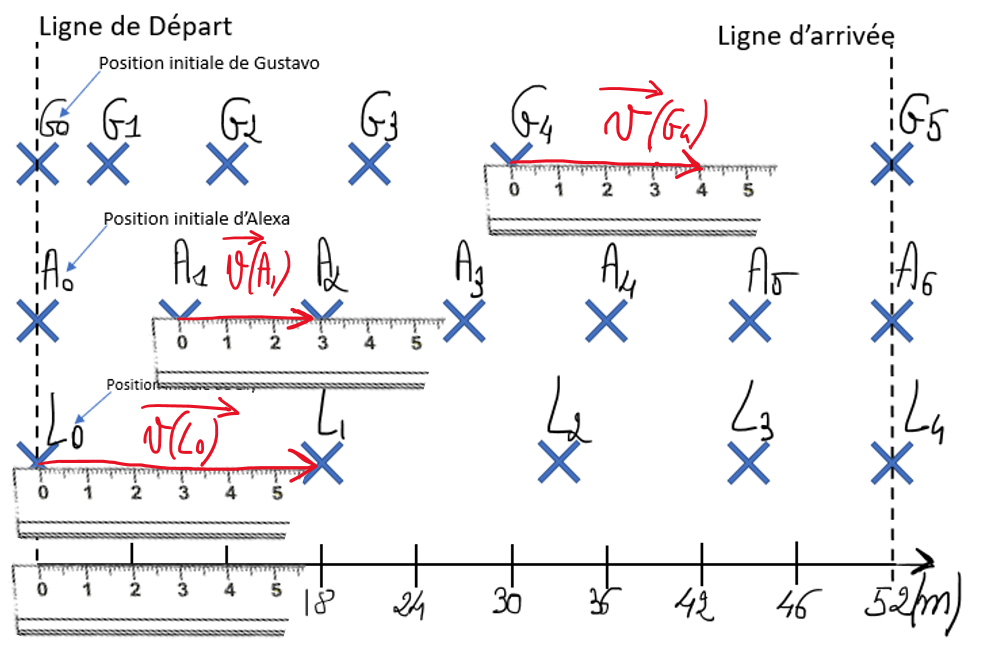 Ligne de Départ
Ligne d’arrivée
Position initiale de Gustavo
G0 G1 G2 G3 G4 G5
v(G4)
0 1 2 3 4 5
Position initiale d’Alexa
A0 A1 A2 A3 A4 A5 A6
v(A1)
0 1 2 3 4 5
Position
L0 L1 L2 L3 L4
v(L0)
0 1 2 3 4 5
0 1 2 3 4 5
18 24 30 36 42 46 52(m)